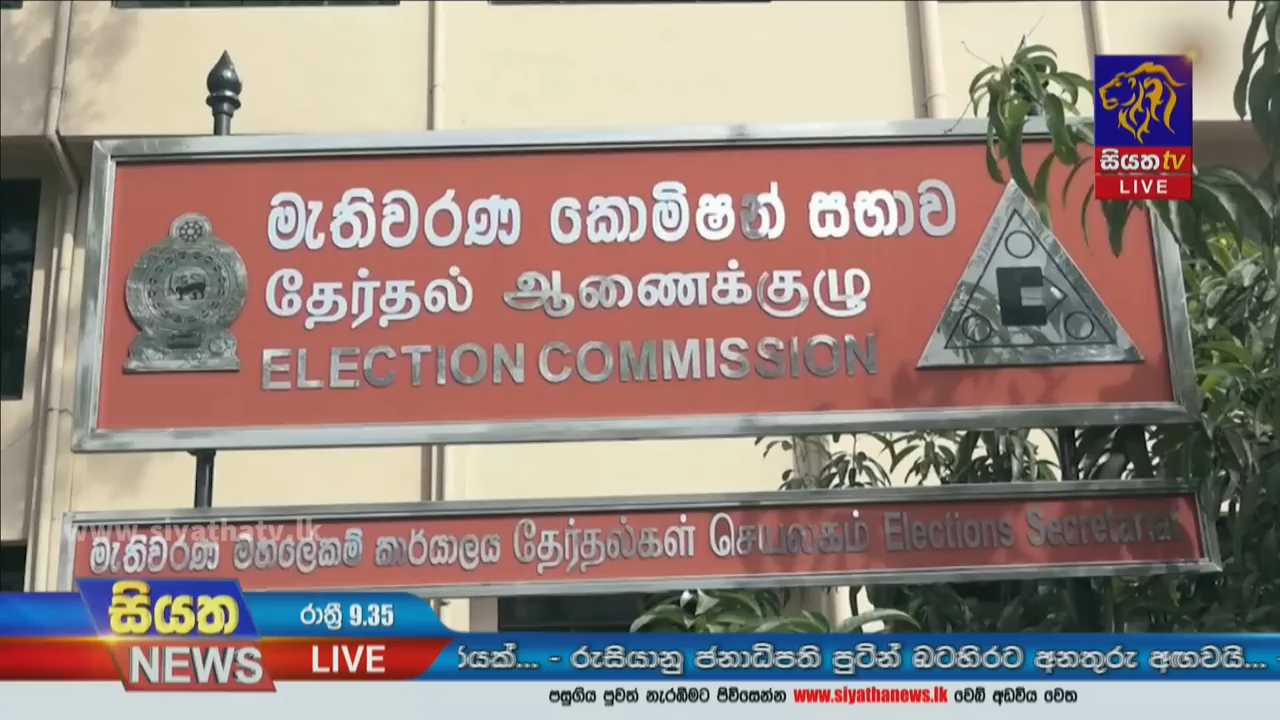 සියත tv
LIVE
මැතිවරණ කොමිෂන් සභාව
தேர்தல் ஆணைக்குழு
ELECTION COMMISSION
www.siyathatv.lk
මැතිවරණ මහලේකම් කාර්යාලය தேர்தல்கள் செயலகம் Elections Secretariat
සියත NEWS
රාත්‍රී 9.35
LIVE
රියක්... - රුසියානු ජනාධිපති පුටින් බටහිරට අනතුරු අඟවයි... -
පසුගිය පුවත් නැරඹීමට පිවිසෙන්න www.siyathanews.lk වෙබ් අඩවිය වෙත